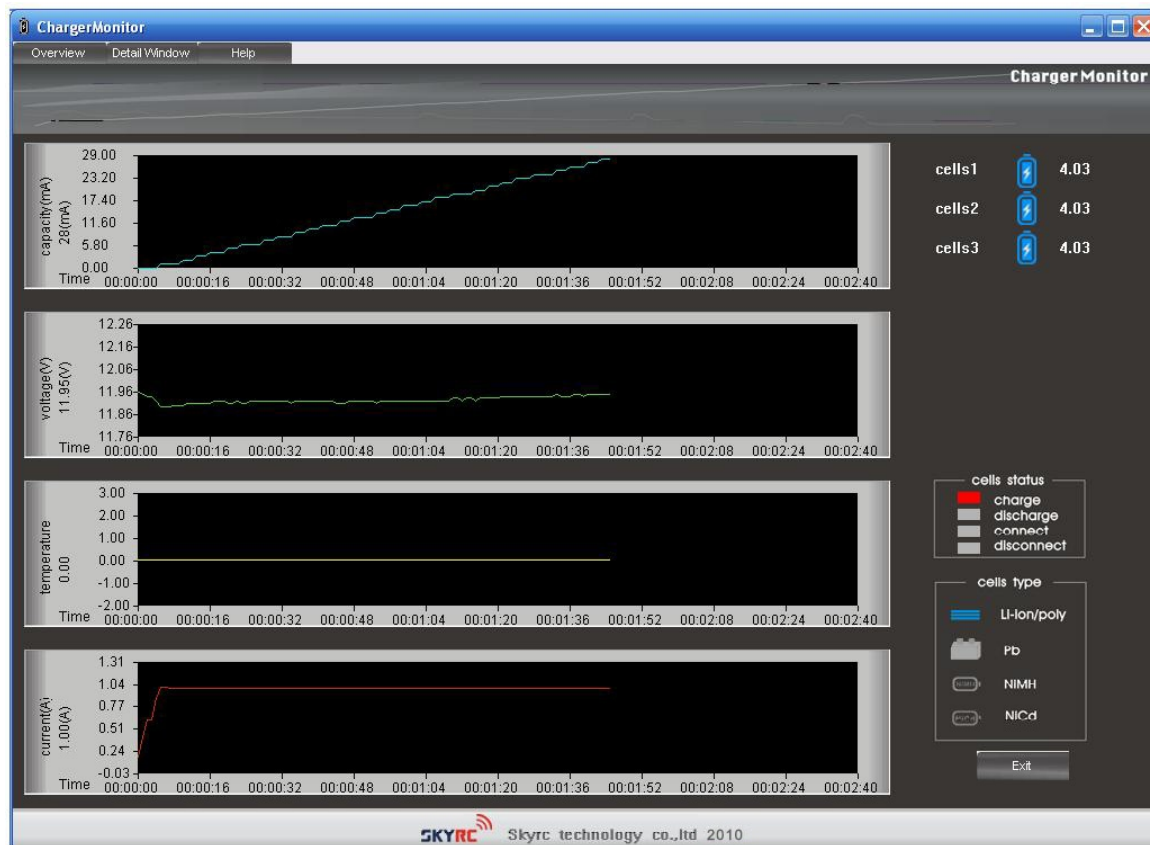 ChargerMonitor
Overview Detail Window Help
ChargerMonitor
capacity(mA)
28(mA)
29.00
23.20
17.40
11.60
5.80
0.00
Time 00:00:00 00:00:16 00:00:32 00:00:48 00:01:04 00:01:20 00:01:36 00:01:52 00:02:08 00:02:24 00:02:40
voltage(V)
11.95(V)
12.26
12.16
12.06
11.96
11.86
11.76
Time 00:00:00 00:00:16 00:00:32 00:00:48 00:01:04 00:01:20 00:01:36 00:01:52 00:02:08 00:02:24 00:02:40
temperature
0.00
3.00
2.00
1.00
0.00
-1.00
-2.00
Time 00:00:00 00:00:16 00:00:32 00:00:48 00:01:04 00:01:20 00:01:36 00:01:52 00:02:08 00:02:24 00:02:40
current(A)
1.00(A)
1.31
1.04
0.77
0.51
0.24
-0.03
Time 00:00:00 00:00:16 00:00:32 00:00:48 00:01:04 00:01:20 00:01:36 00:01:52 00:02:08 00:02:24 00:02:40
cells1 4.03
cells2 4.03
cells3 4.03
cells status
charge
discharge
connect
disconnect
cells type
LI-Ion/poly
Pb
NIMH
NICd
Exit
SKYRC Skyrc technology co.,ltd 2010